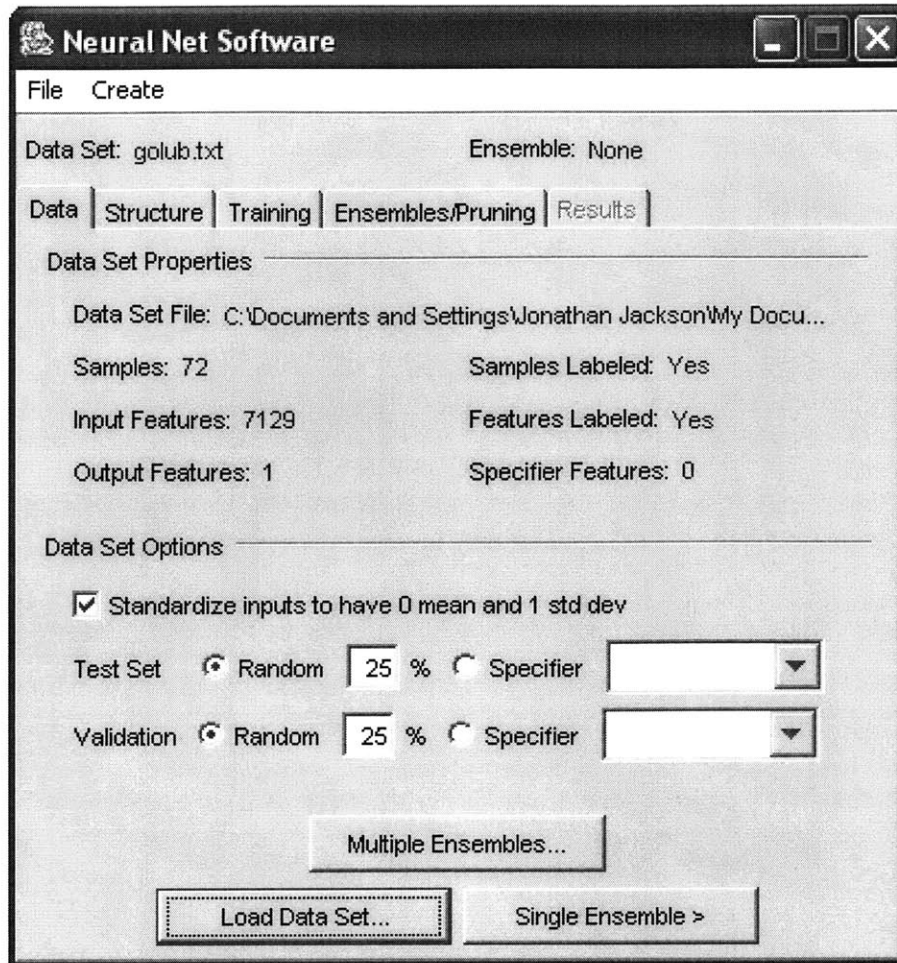 Neural Net Software
File Create
Data Set: golub.txt Ensemble: None
Data Structure Training Ensembles/Pruning Results
Data Set Properties
Data Set File: C:\Documents and Settings\Jonathan Jackson\My Docu...
Samples: 72 Samples Labeled: Yes
Input Features: 7129 Features Labeled: Yes
Output Features: 1 Specifier Features: 0
Data Set Options
Standardize inputs to have 0 mean and 1 std dev
Test Set Random 25 % Specifier
Validation Random 25 % Specifier
Multiple Ensembles...
Load Data Set... Single Ensemble >